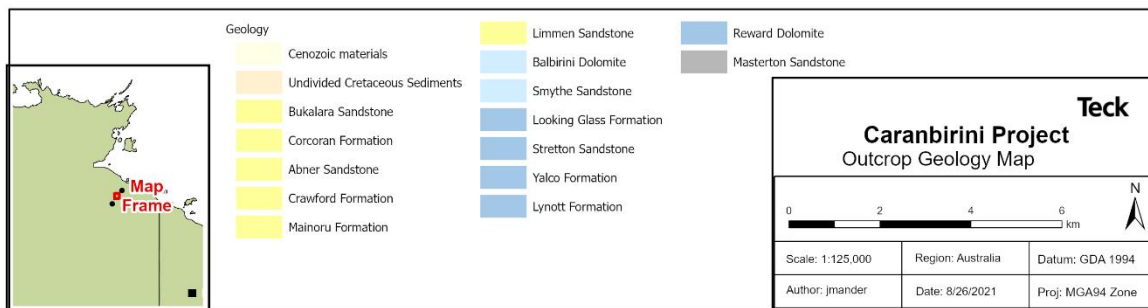 Geology
Cenozoic materials
Undivided Cretaceous Sediments
Bukalara Sandstone
Corcoran Formation
Abner Sandstone
Crawford Formation
Mainoru Formation
Limmen Sandstone
Balbirini Dolomite
Smythe Sandstone
Looking Glass Formation
Stretton Sandstone
Yalco Formation
Lynott Formation
Reward Dolomite
Masterton Sandstone
Map
Frame
Teck
Caranbirini Project
Outcrop Geology Map
N
0 2 4 6
km
Scale: 1:125,000 Region: Australia Datum: GDA 1994
Author: jmander Date: 8/26/2021 Proj: MGA94 Zone